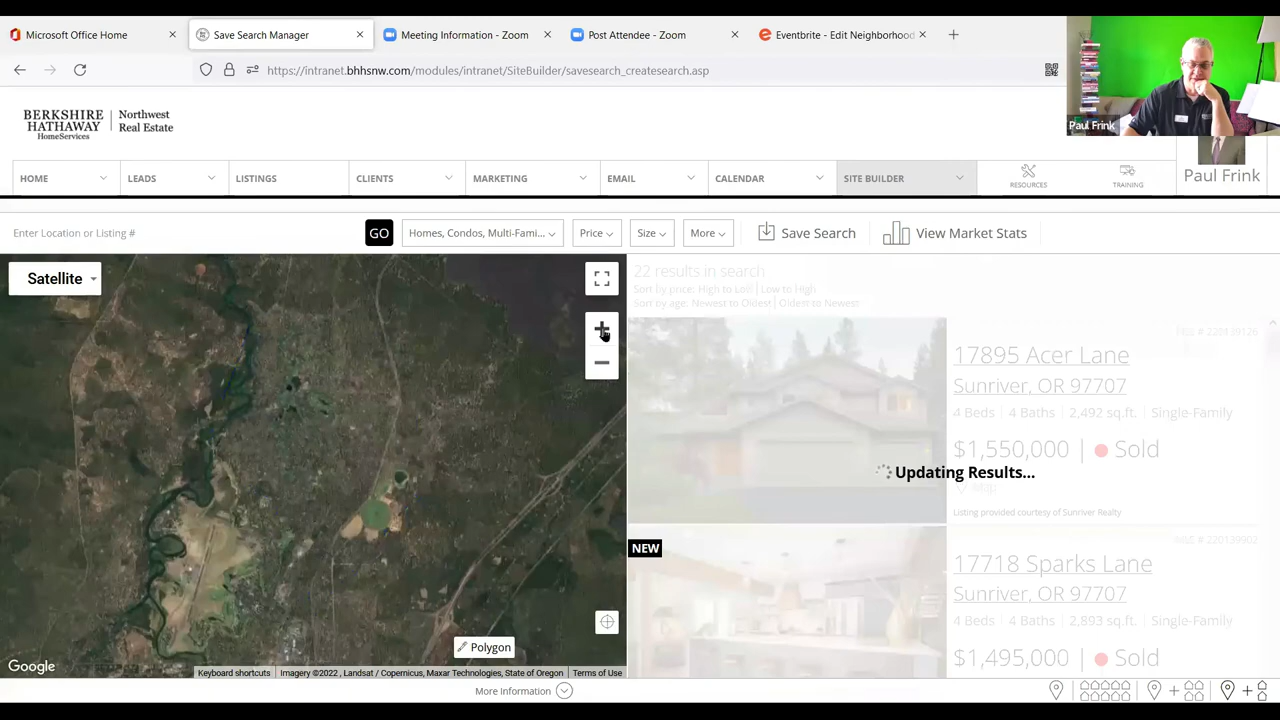 Microsoft Office Home
Save Search Manager
Meeting Information - Zoom
Post Attendee - Zoom
Eventbrite - Edit Neighborhood
https://intranet.bhhsnw.com/modules/intranet/SiteBuilder/savesearch_createsearch.asp
Paul Frink
BERKSHIRE
HATHAWAY
HomeServices
Northwest
Real Estate
HOME
LEADS
LISTINGS
CLIENTS
MARKETING
EMAIL
CALENDAR
SITE BUILDER
RESOURCES
TRAINING
Paul Frink
Enter Location or Listing #
GO
Homes, Condos, Multi-Fami...
Price
Size
More
Save Search
View Market Stats
Satellite
22 results in search
Sort by price: High to Low | Low to High
Sort by age: Newest to Oldest | Oldest to Newest
17895 Acer Lane
Sunriver, OR 97707
4 Beds | 4 Baths | 2,492 sq.ft. | Single-Family
$1,550,000 | Sold
Updating Results...
Listing provided courtesy of Sunriver Realty
NEW
17718 Sparks Lane
Sunriver, OR 97707
4 Beds | 4 Baths | 2,893 sq.ft. | Single-Family
$1,495,000 | Sold
Polygon
Google
Keyboard shortcuts
Imagery ©2022 , Landsat / Copernicus, Maxar Technologies, State of Oregon
Terms of Use
More Information